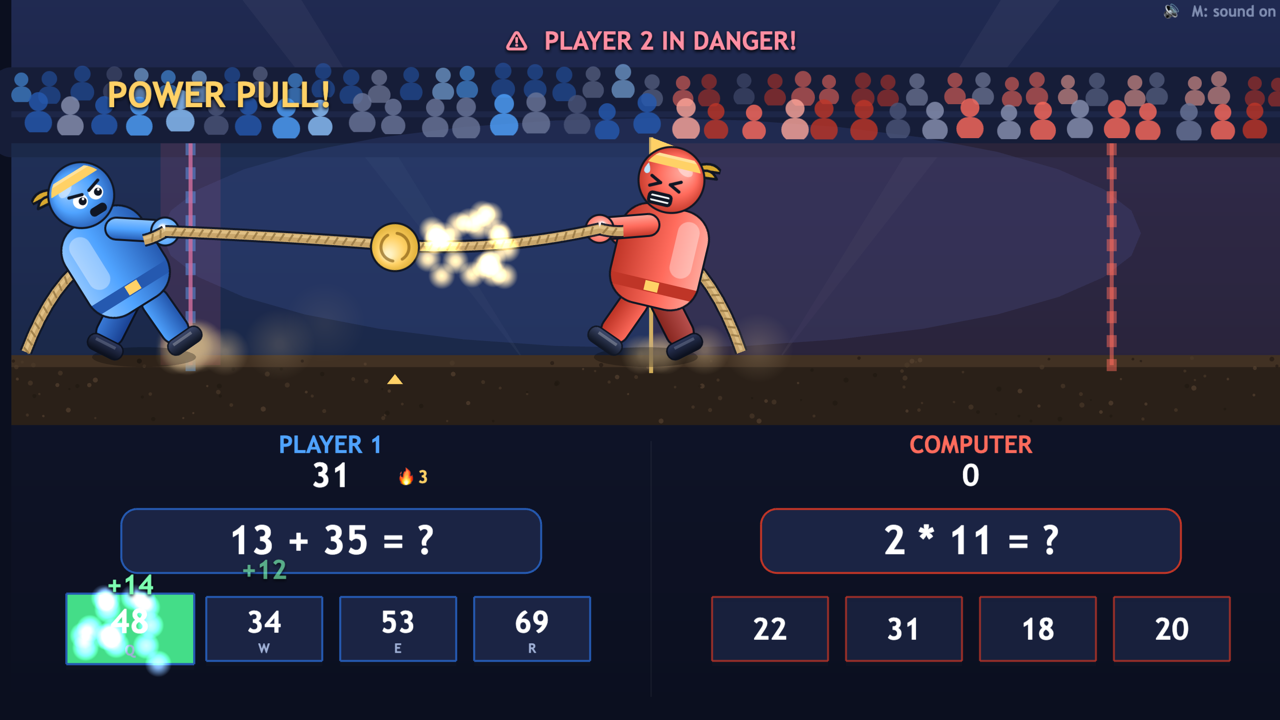 M: sound on
PLAYER 2 IN DANGER!
POWER PULL!
PLAYER 1
31
3
13 + 35 = ?
+12
+14
48
Q
34
W
53
E
69
R
COMPUTER
0
2 * 11 = ?
22
31
18
20